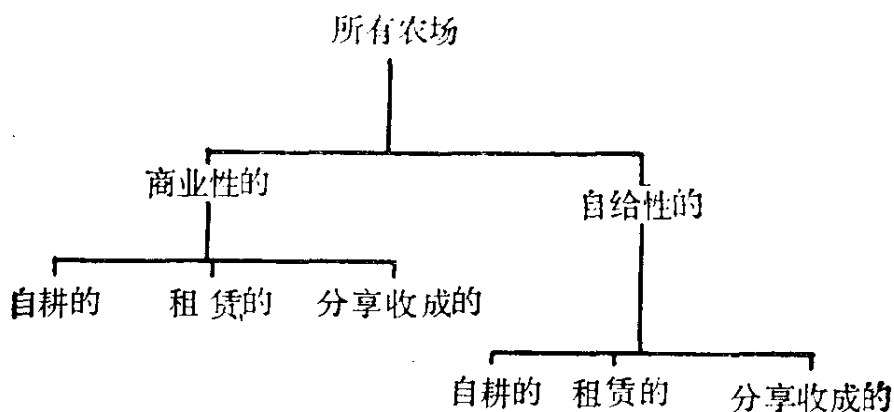 所有农场
商业性的
自给性的
自耕的 租赁的 分享收成的
自耕的 租赁的 分享收成的